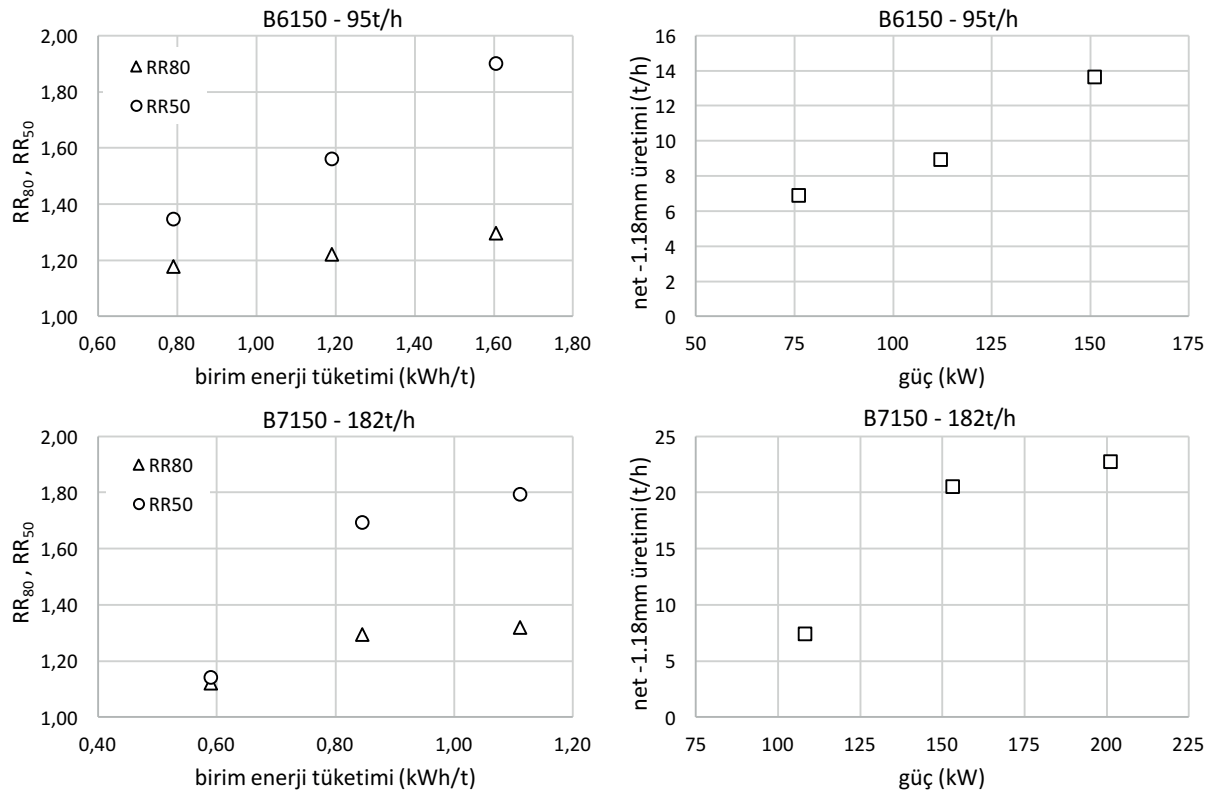 B6150 - 95t/h
2,00
1,80
1,60
1,40
1,20
1,00
RR80
RR50
RR₈₀ , RR₅₀
0,60 0,80 1,00 1,20 1,40 1,60 1,80
birim enerji tüketimi (kWh/t)
B6150 - 95t/h
16
14
12
10
8
6
4
2
0
net -1.18mm üretimi (t/h)
50 75 100 125 150 175
güç (kW)
B7150 - 182t/h
2,00
1,80
1,60
1,40
1,20
1,00
RR80
RR50
RR₈₀ , RR₅₀
0,40 0,60 0,80 1,00 1,20
birim enerji tüketimi (kWh/t)
B7150 - 182t/h
25
20
15
10
5
0
net -1.18mm üretimi (t/h)
75 100 125 150 175 200 225
güç (kW)